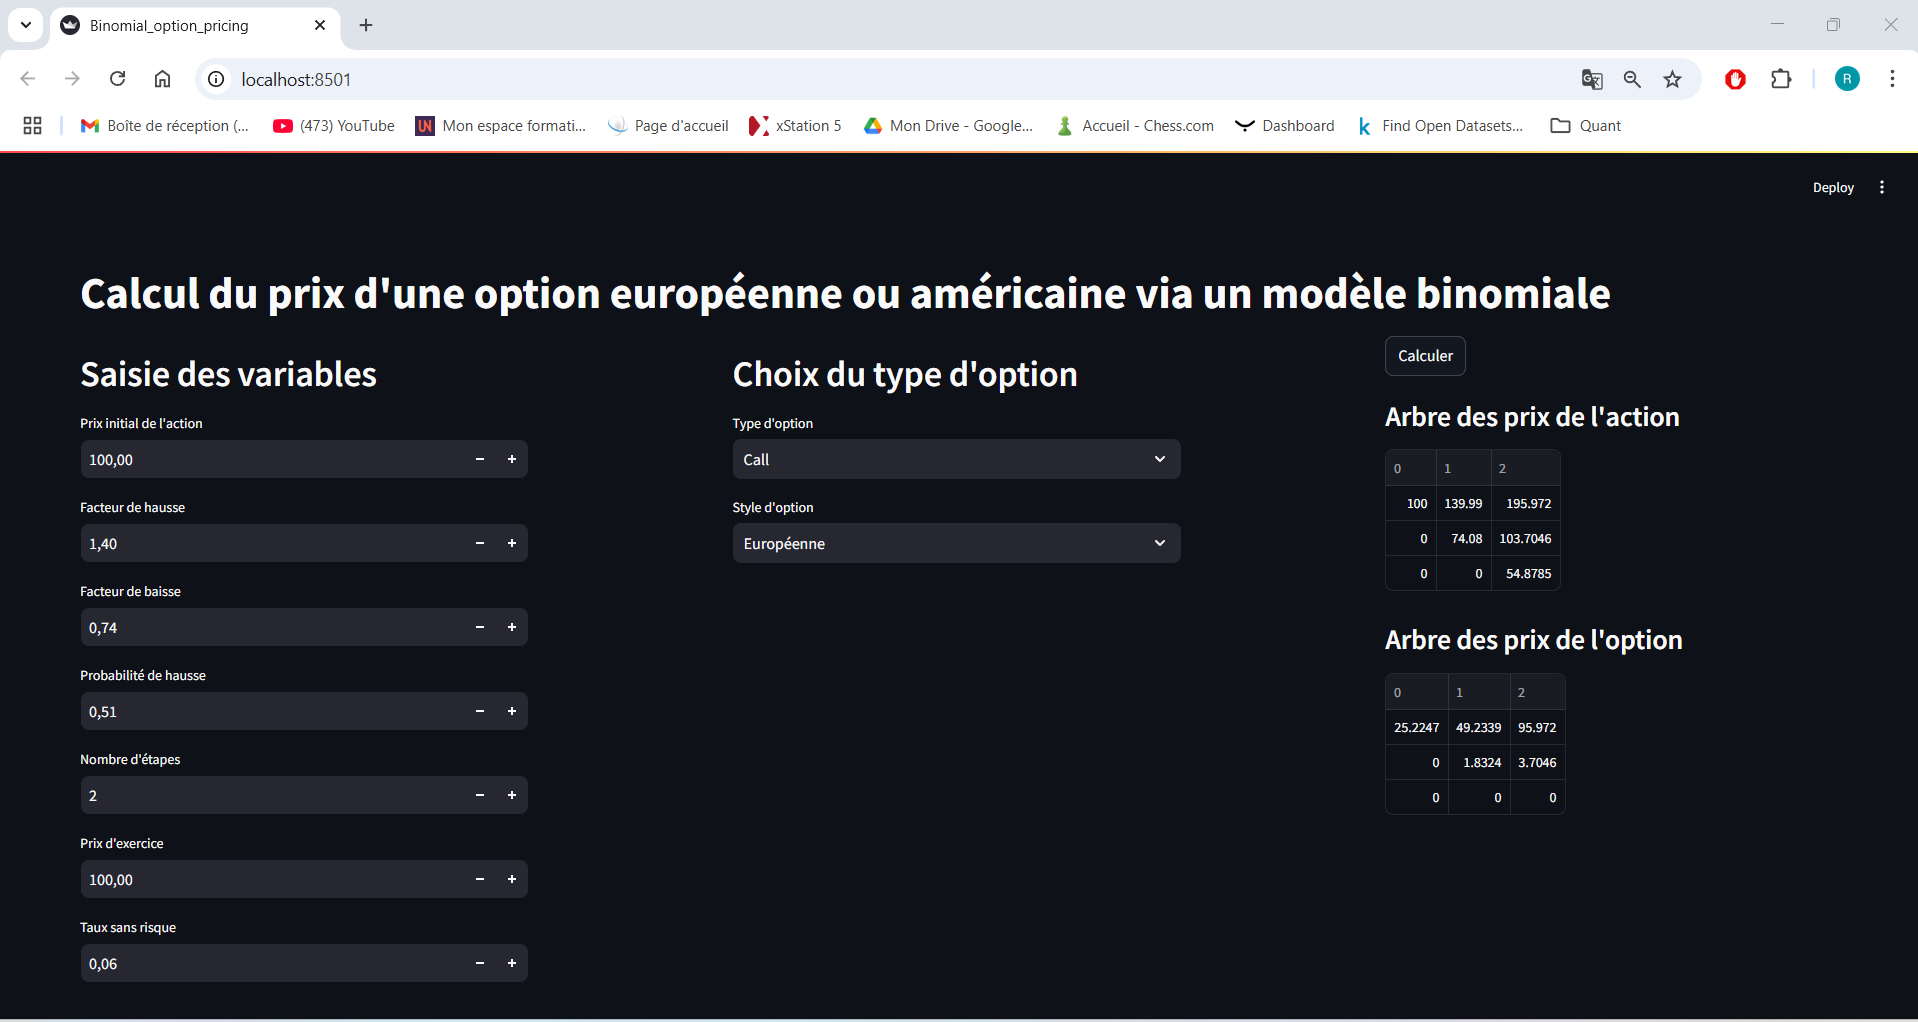 Binomial_option_pricing
localhost:8501
R
Boîte de réception (...
(473) YouTube
UN
Mon espace formati...
Page d'accueil
xStation 5
Mon Drive - Google...
Accueil - Chess.com
Dashboard
k
Find Open Datasets...
Quant
Deploy
Calcul du prix d'une option européenne ou américaine via un modèle binomiale
Saisie des variables
Prix initial de l'action
100,00
Facteur de hausse
1,40
Facteur de baisse
0,74
Probabilité de hausse
0,51
Nombre d'étapes
2
Prix d'exercice
100,00
Taux sans risque
0,06
Choix du type d'option
Type d'option
Call
Style d'option
Européenne
Calculer
Arbre des prix de l'action
0 1 2
100 139.99 195.972
0 74.08 103.7046
0 0 54.8785
Arbre des prix de l'option
0 1 2
25.2247 49.2339 95.972
0 1.8324 3.7046
0 0 0